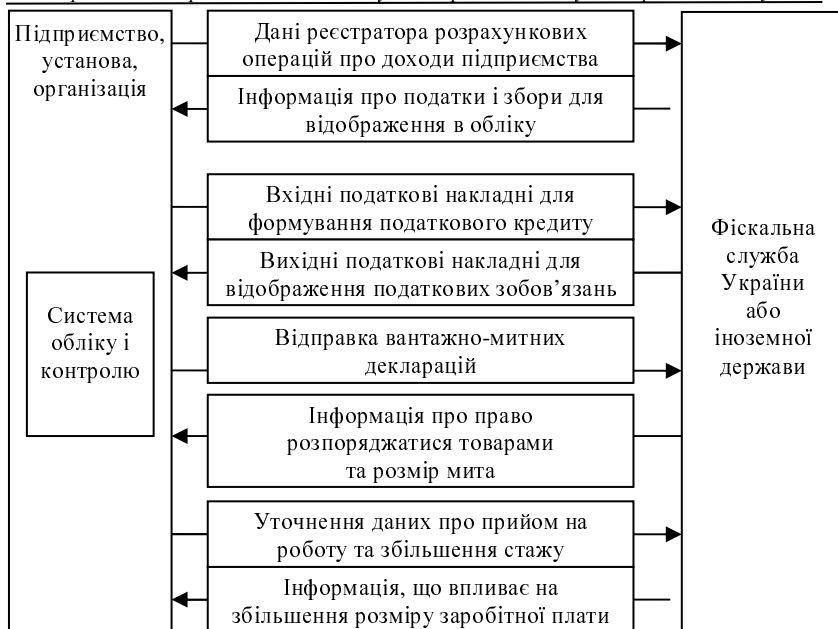 Підприємство,
установа,
організація
Дані реєстратора розрахункових
операцій про доходи підприємства
Інформація про податки і збори для
відображення в обліку
Вхідні податкові накладні для
формування податкового кредиту
Вихідні податкові накладні для
відображення податкових зобов’язань
Система
обліку і
контролю
Відправка вантажно-митних
декларацій
Інформація про право
розпоряджатися товарами
та розмір мита
Уточнення даних про прийом на
роботу та збільшення стажу
Інформація, що впливає на
збільшення розміру заробітної плати
Фіскальна
служба
України
або
іноземної
держави